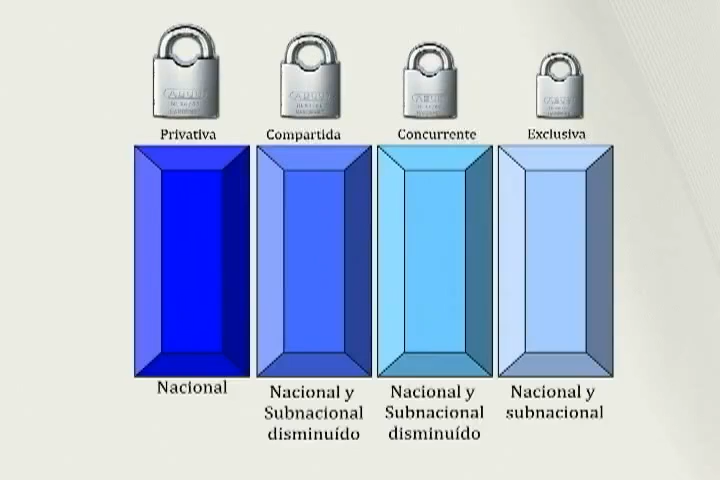 Privativa
Compartida
Concurrente
Exclusiva
Nacional
Nacional y
Subnacional
disminuído
Nacional y
Subnacional
disminuído
Nacional y
subnacional